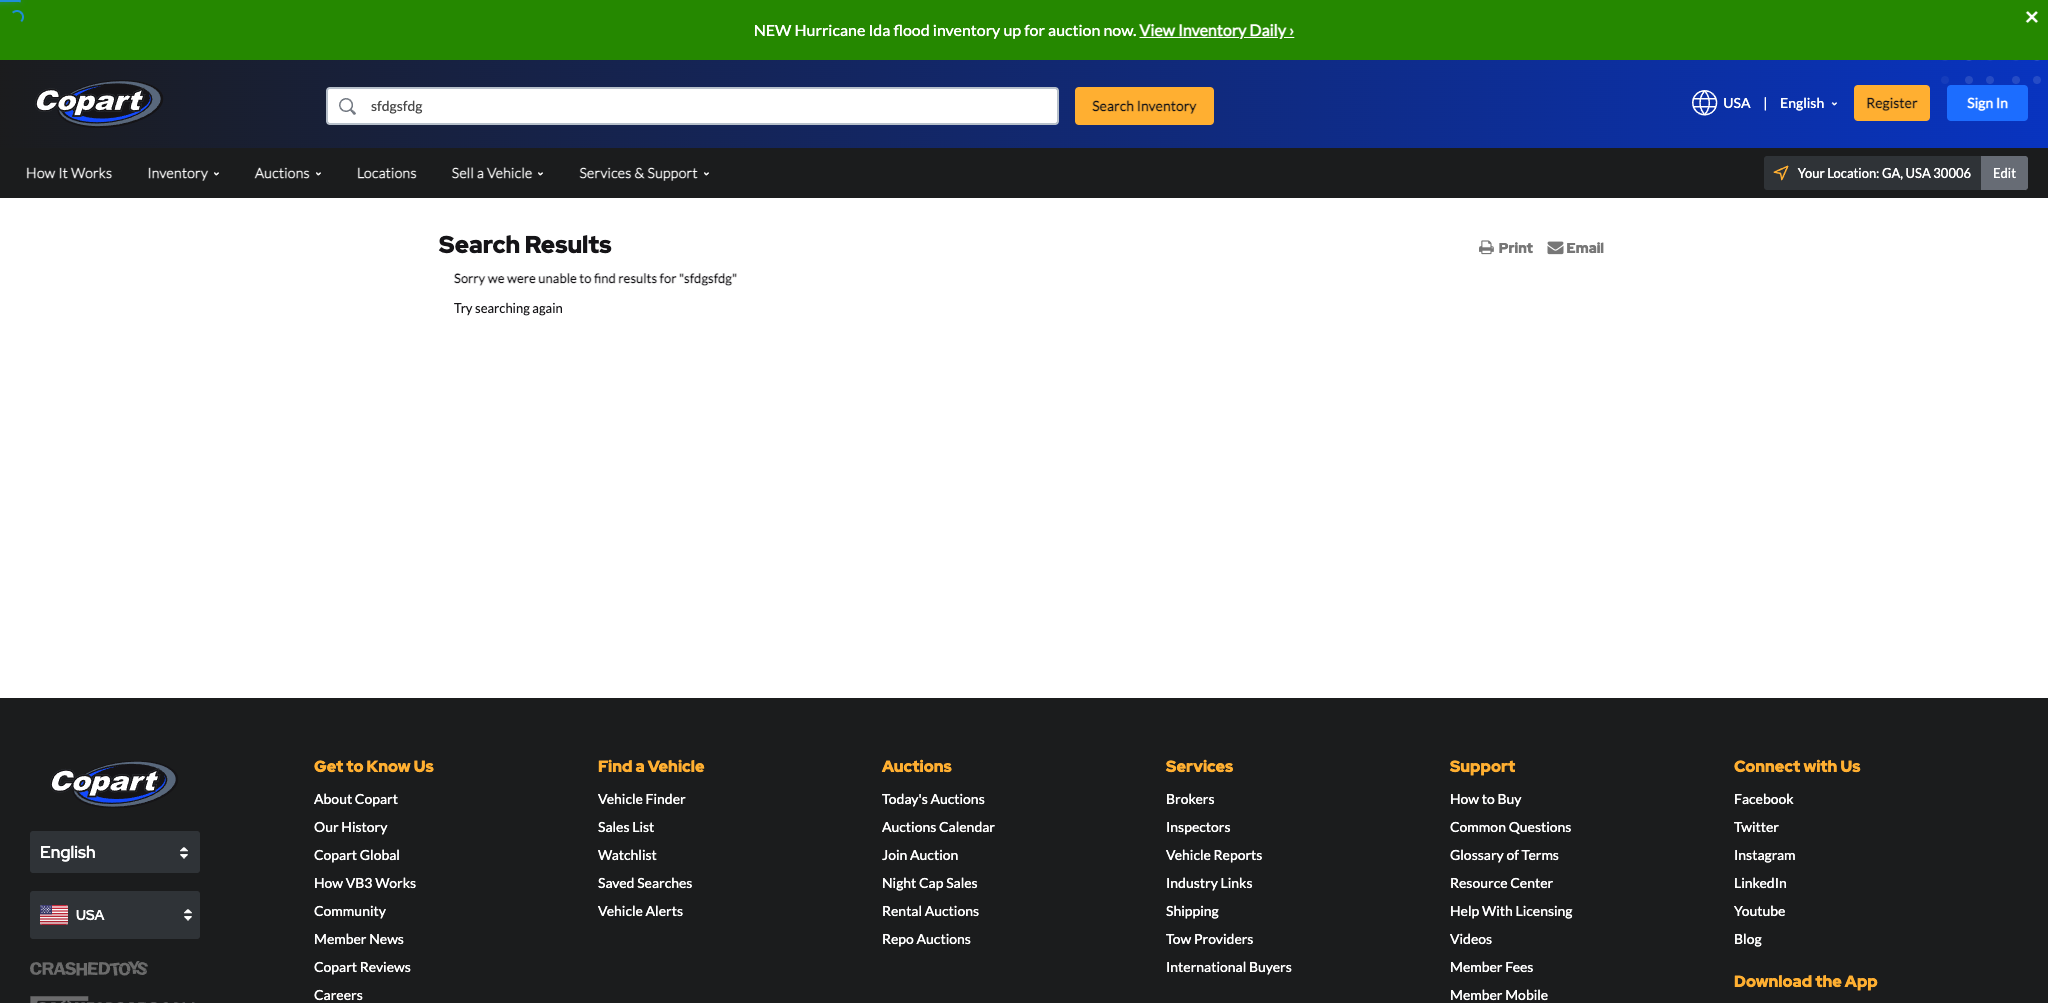 NEW Hurricane Ida flood inventory up for auction now. View Inventory Daily ›
Copart
sfdgsfdg
Search Inventory
USA | English
Register
Sign In
How It Works
Inventory
Auctions
Locations
Sell a Vehicle
Services & Support
Your Location: GA, USA 30006
Edit
Search Results
Print
Email
Sorry we were unable to find results for "sfdgsfdg"
Try searching again
Copart
English
USA
CRASHEDTOYS
Get to Know Us
About Copart
Our History
Copart Global
How VB3 Works
Community
Member News
Copart Reviews
Careers
Find a Vehicle
Vehicle Finder
Sales List
Watchlist
Saved Searches
Vehicle Alerts
Auctions
Today's Auctions
Auctions Calendar
Join Auction
Night Cap Sales
Rental Auctions
Repo Auctions
Services
Brokers
Inspectors
Vehicle Reports
Industry Links
Shipping
Tow Providers
International Buyers
Support
How to Buy
Common Questions
Glossary of Terms
Resource Center
Help With Licensing
Videos
Member Fees
Member Mobile
Connect with Us
Facebook
Twitter
Instagram
LinkedIn
Youtube
Blog
Download the App